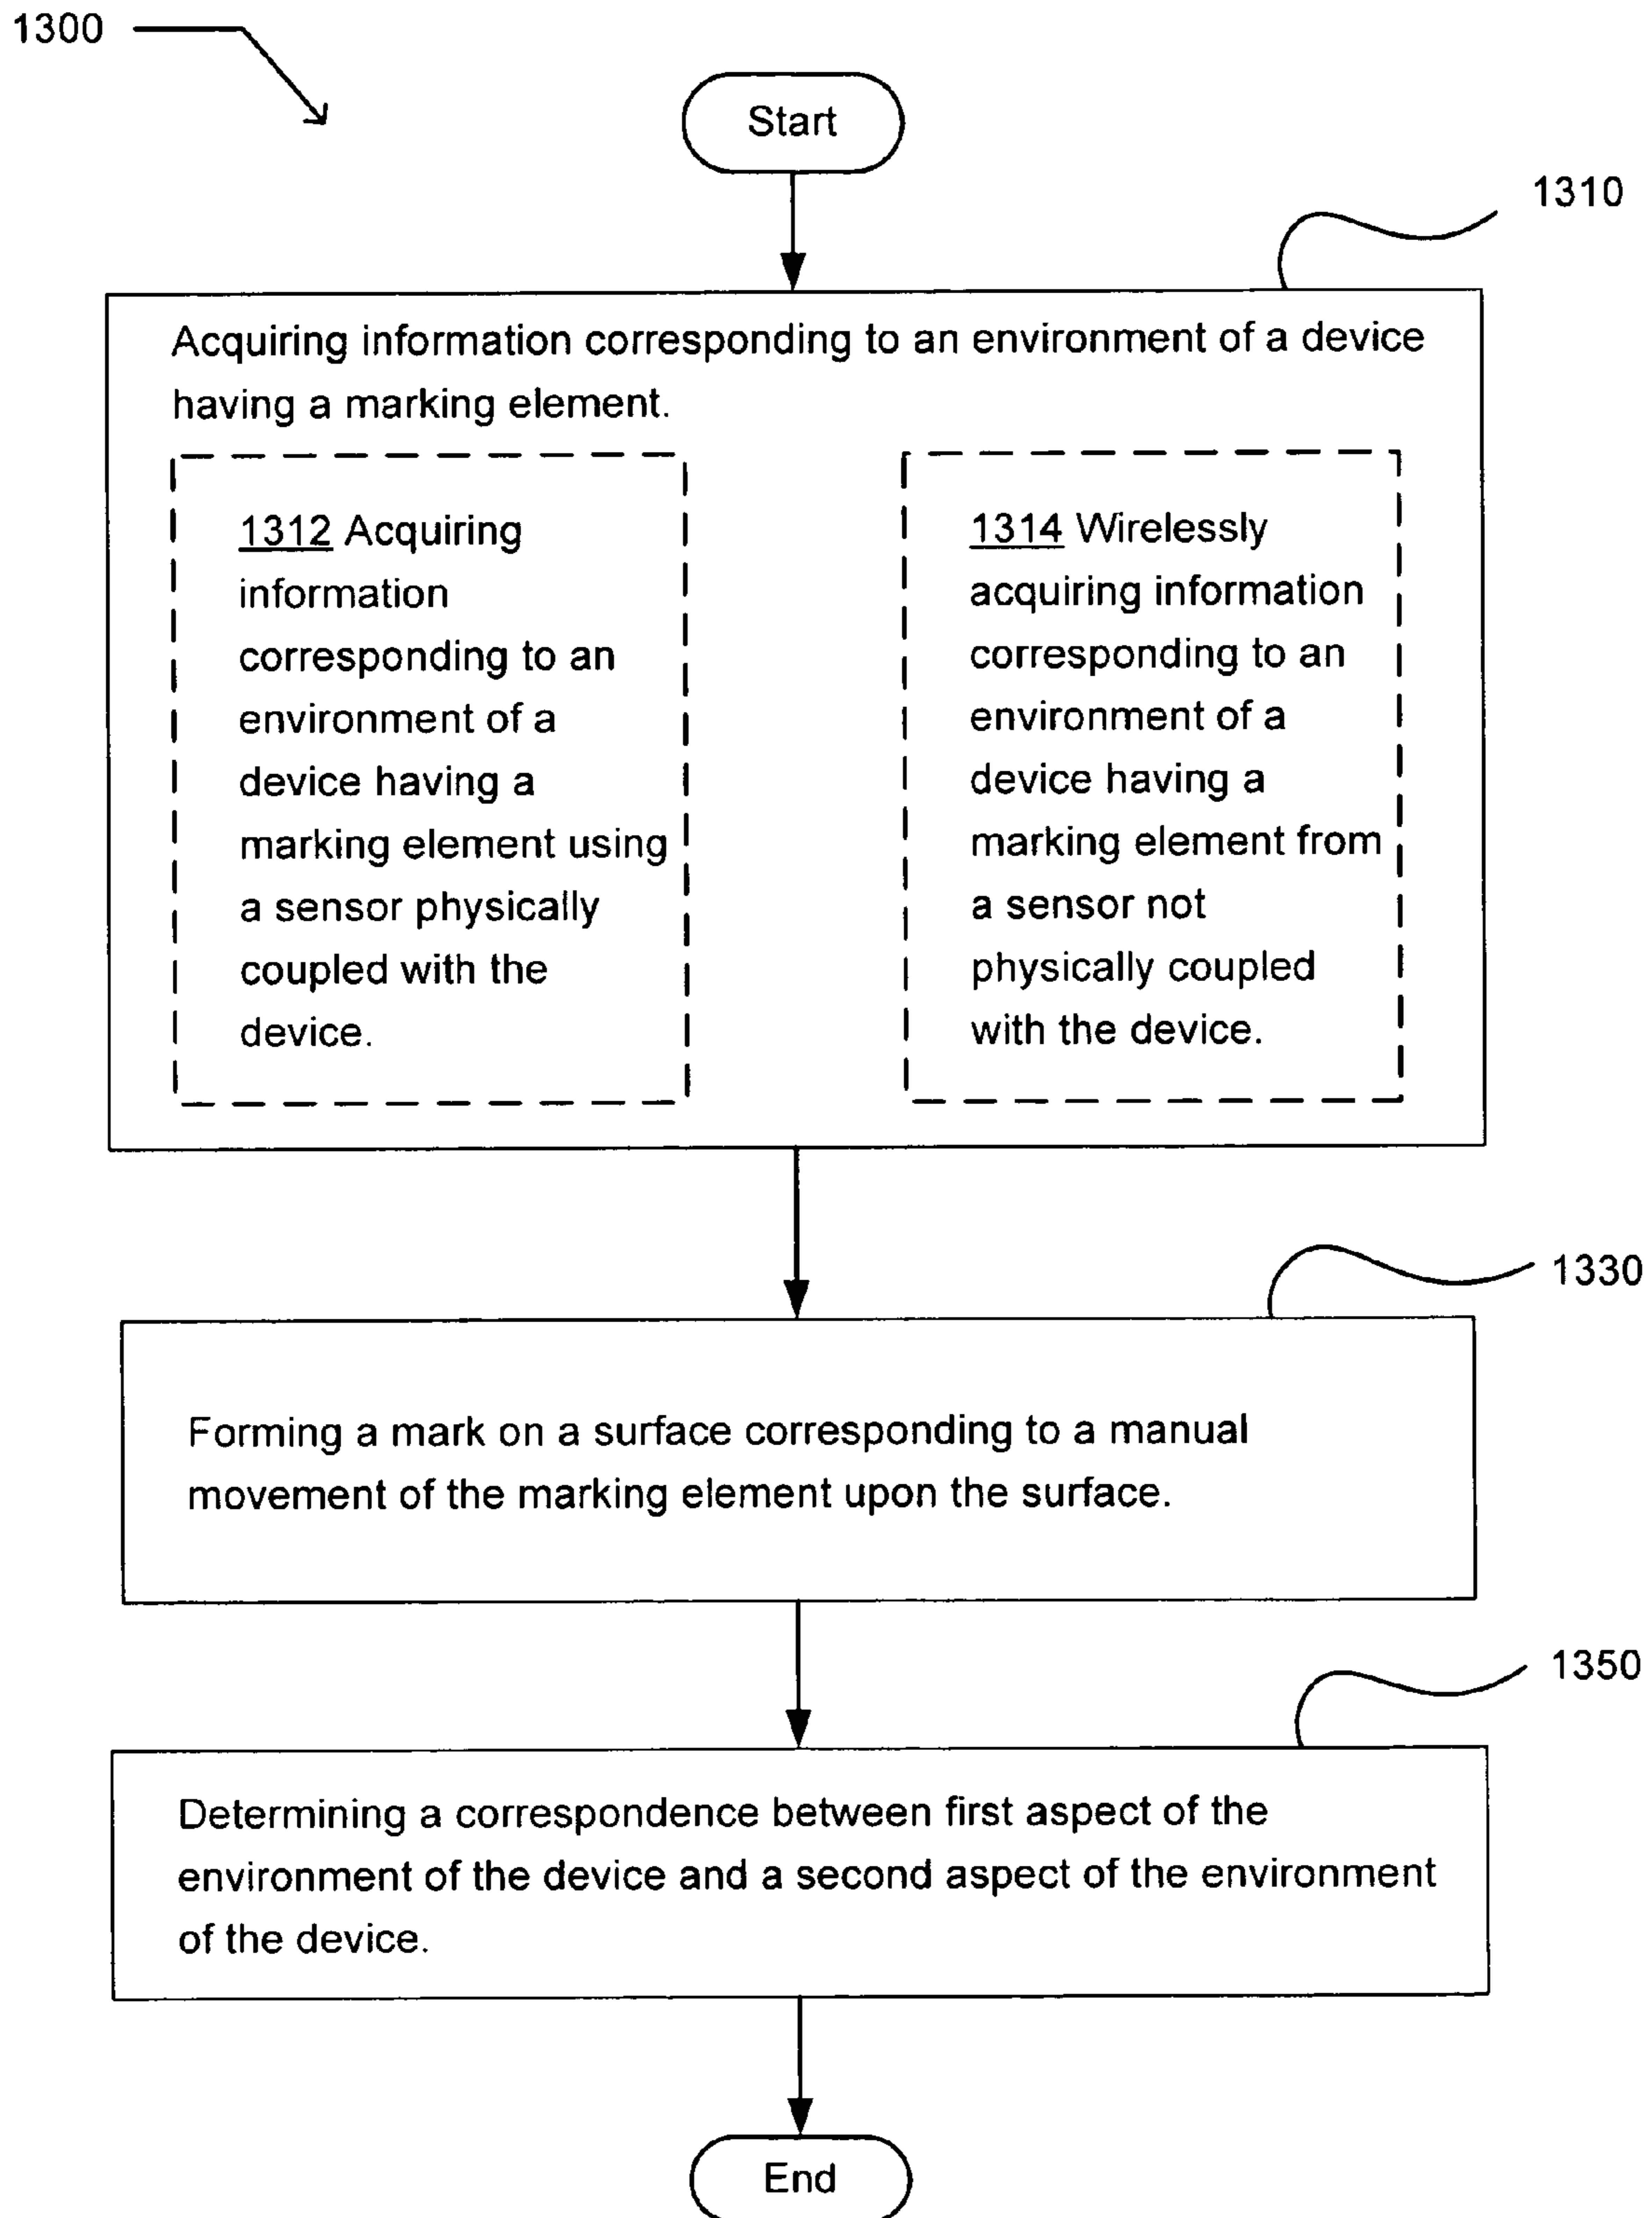 1300
Start
1310
Acquiring information corresponding to an environment of a device
having a marking element.
1312 Acquiring
information
corresponding to an
environment of a
device having a
marking element using
a sensor physically
coupled with the
device.
1314 Wirelessly
acquiring information
corresponding to an
environment of a
device having a
marking element from
a sensor not
physically coupled
with the device.
1330
Forming a mark on a surface corresponding to a manual
movement of the marking element upon the surface.
1350
Determining a correspondence between first aspect of the
environment of the device and a second aspect of the environment
of the device.
End